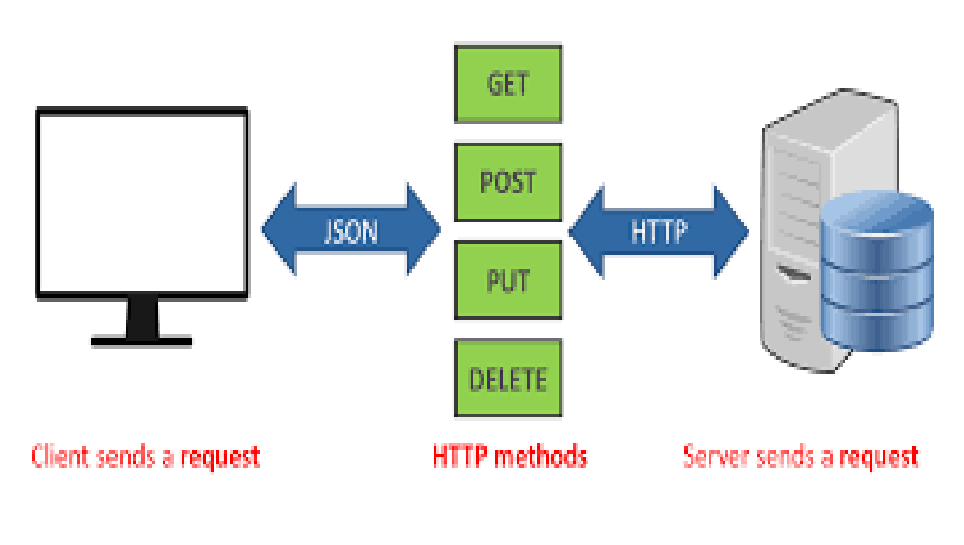 GET
POST
JSON
HTTP
PUT
DELETE
Client sends a request
HTTP methods
Server sends a request